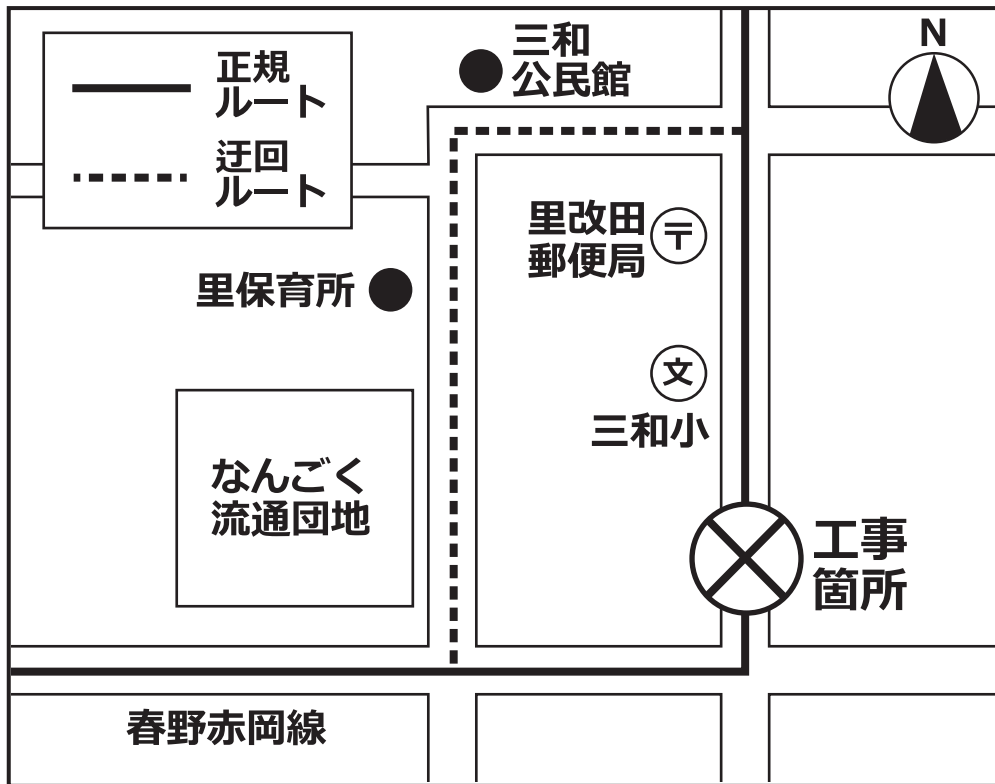 正規
ルート
迂回
ルート
三和
公民館
N
里改田
郵便局
〒
里保育所
文
三和小
なんごく
流通団地
工事
箇所
春野赤岡線